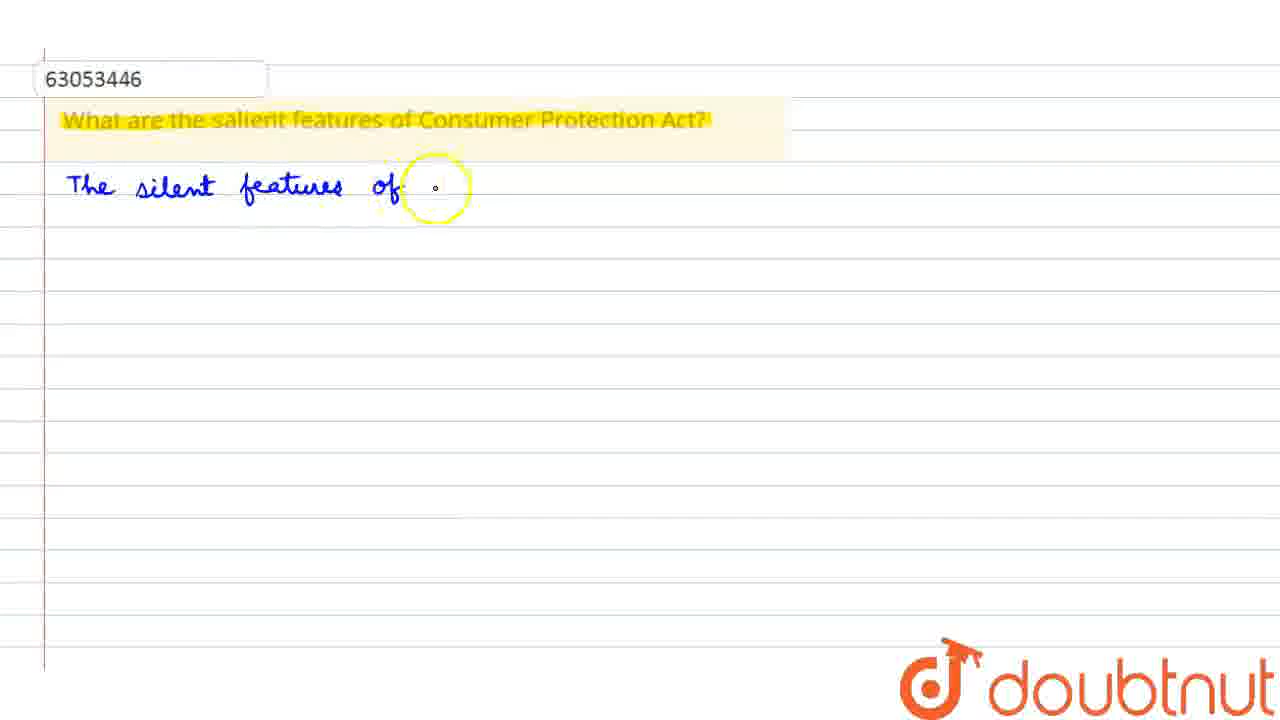 63053446
What are the salient features of Consumer Protection Act?
The silent features of
doubtnut